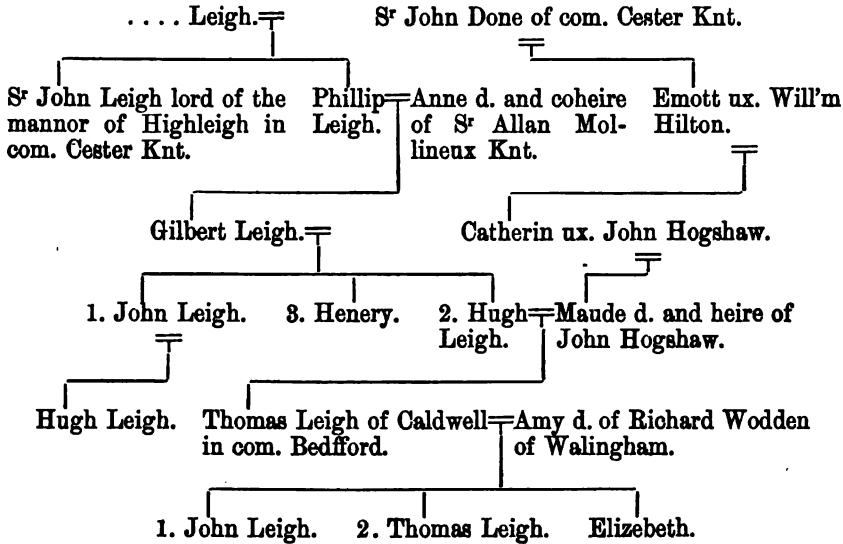 . . . . Leigh. Sr John Done of com. Cester Knt.
Sr John Leigh lord of the
mannor of Highleigh in
com. Cester Knt.
Phillip
Leigh.
Anne d. and coheire
of Sr Allan Mol-
lineux Knt.
Emott ux. Will'm
Hilton.
Gilbert Leigh.
Catherin ux. John Hogshaw.
1. John Leigh.
3. Henery.
2. Hugh
Leigh.
Maude d. and heire of
John Hogshaw.
Hugh Leigh.
Thomas Leigh of Caldwell
in com. Bedfford.
Amy d. of Richard Wodden
of Walingham.
1. John Leigh.
2. Thomas Leigh.
Elizebeth.